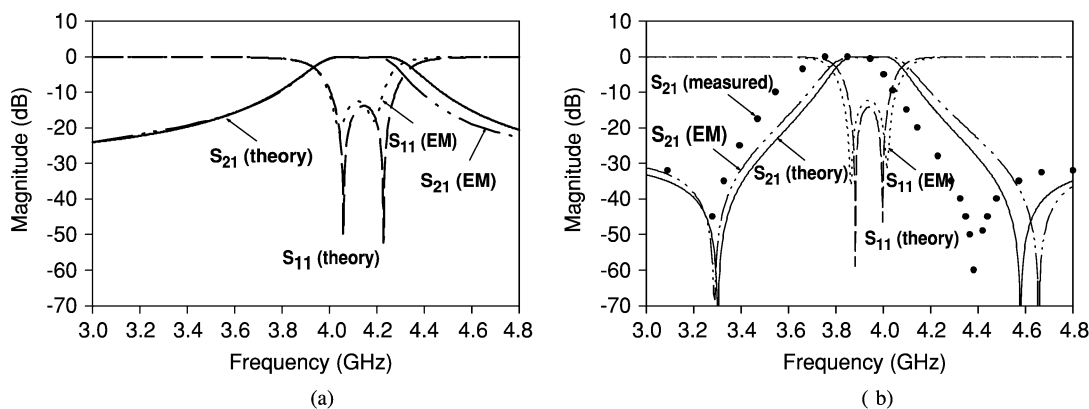 10
0
-10
-20
-30
-40
-50
-60
-70
Magnitude (dB)
S21 (theory)
S11 (EM)
S21 (EM)
S11 (theory)
3.0 3.2 3.4 3.6 3.8 4.0 4.2 4.4 4.6 4.8
Frequency (GHz)
(a)
10
0
-10
-20
-30
-40
-50
-60
-70
Magnitude (dB)
S21 (measured)
S21 (EM)
S21 (theory)
S11 (EM)
S11 (theory)
3.0 3.2 3.4 3.6 3.8 4.0 4.2 4.4 4.6 4.8
Frequency (GHz)
( b)